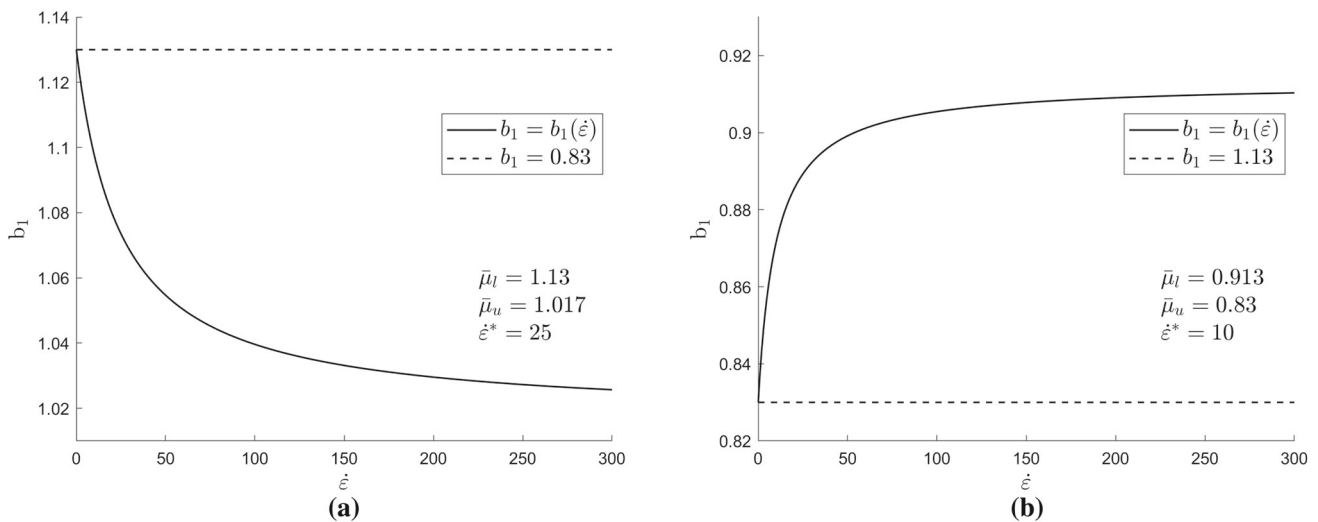 1.14
1.13
1.12
1.1
1.08
1.06
1.04
1.02
b₁
b₁ = b₁(ε̇)
b₁ = 0.83
μ̄ₗ = 1.13
μ̄ᵤ = 1.017
ε̇* = 25
0 50 100 150 200 250 300
ε̇
(a)
0.92
0.9
0.88
0.86
0.84
0.82
b₁
b₁ = b₁(ε̇)
b₁ = 1.13
μ̄ₗ = 0.913
μ̄ᵤ = 0.83
ε̇* = 10
0 50 100 150 200 250 300
ε̇
(b)